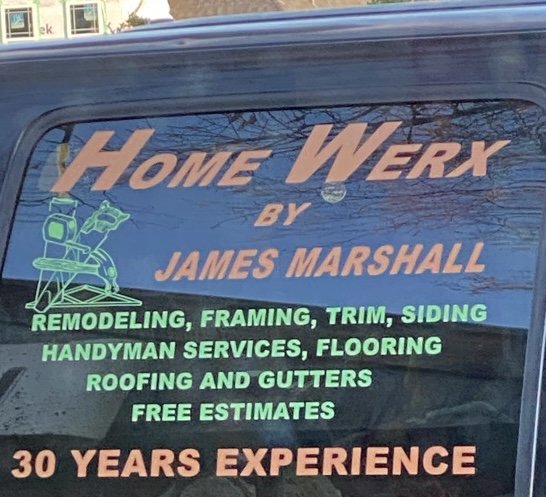 HOME WERX
BY
JAMES MARSHALL
REMODELING, FRAMING, TRIM, SIDING
HANDYMAN SERVICES, FLOORING
ROOFING AND GUTTERS
FREE ESTIMATES
30 YEARS EXPERIENCE